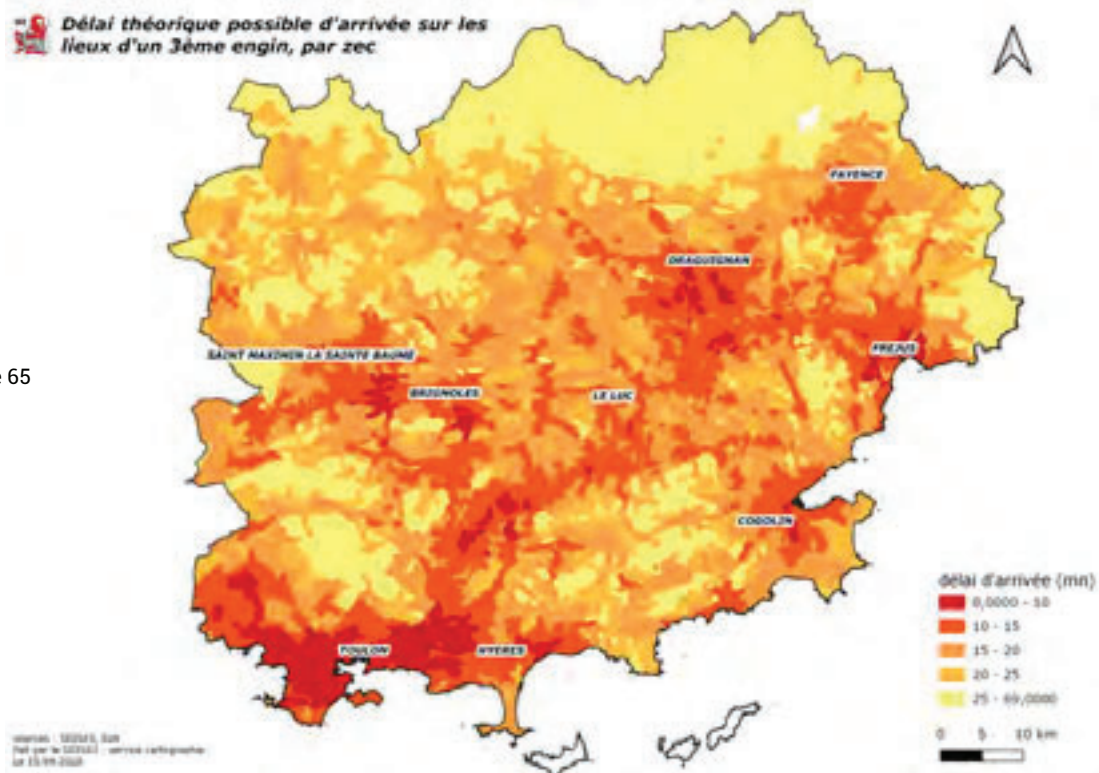 Délai théorique possible d'arrivée sur les
lieux d'un 3ème engin, par zec
FAYENCE
DRAGUIGNAN
FREJUS
SAINT MAXIMIN LA SAINTE BAUME
65
BRIGNOLES
LE LUC
COGOLIN
TOULON
HYERES
délai d'arrivée (mn)
0,0000 - 10
10 - 15
15 - 20
20 - 25
25 - 69,0000
0 5 10 km